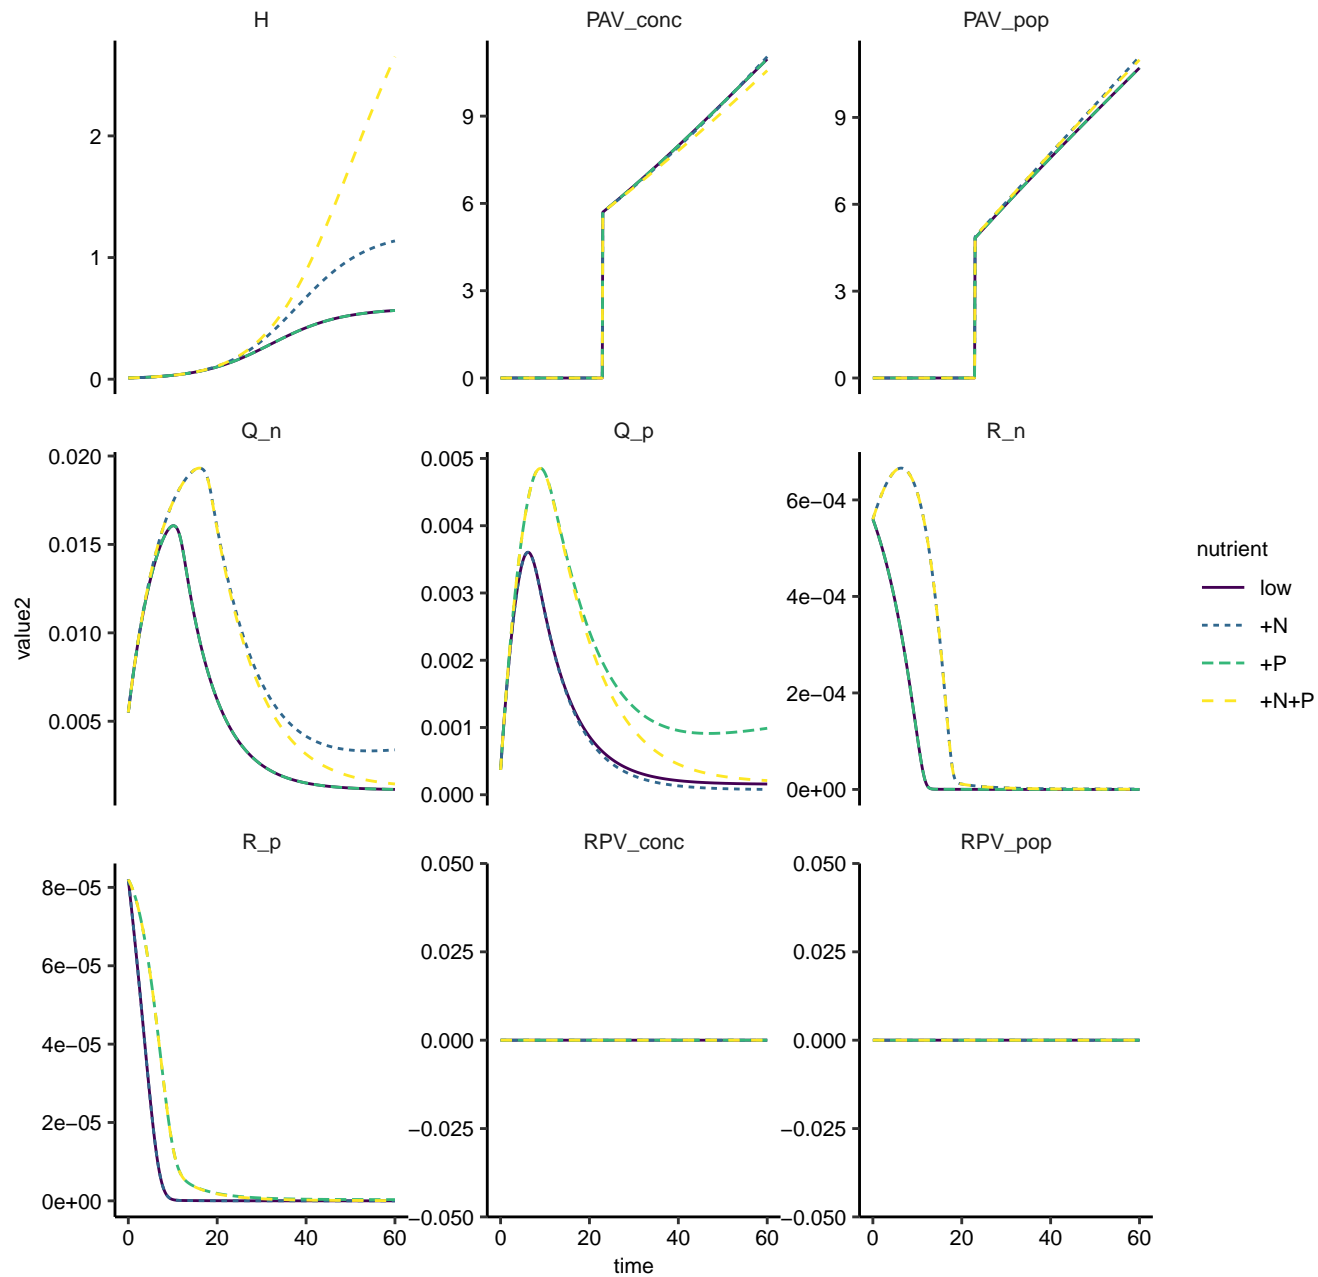 H
PAV_conc
PAV_pop
2
1
0
9
6
3
0
9
6
3
0
Q_n
Q_p
R_n
0.020
0.015
0.010
0.005
0.005
0.004
0.003
0.002
0.001
0.000
6e−04
4e−04
2e−04
0e+00
value2
nutrient
low
+N
+P
+N+P
R_p
RPV_conc
RPV_pop
8e−05
6e−05
4e−05
2e−05
0e+00
0.050
0.025
0.000
−0.025
−0.050
0.050
0.025
0.000
−0.025
−0.050
0 20 40 60
0 20 40 60
0 20 40 60
time